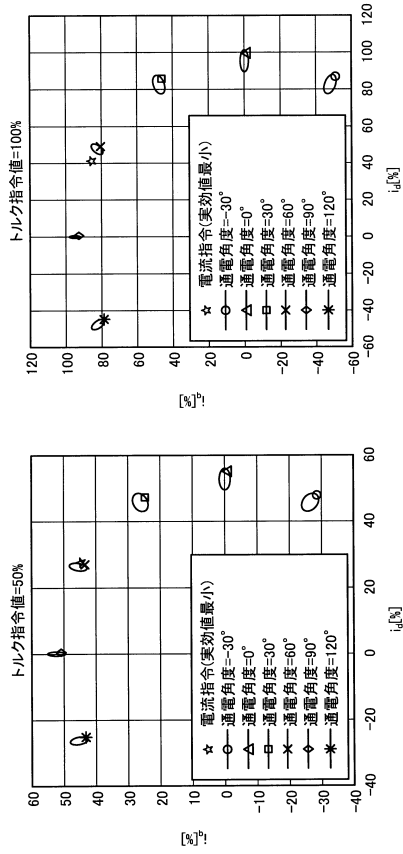 トルク指令値=50%
60
50
40
30
20
10
0
-10
-20
-30
-40
iq[%]
☆ 電流指令(実効値最小)
通電角度=-30°
通電角度=0°
通電角度=30°
通電角度=60°
通電角度=90°
通電角度=120°
-40
-20
0
20
40
60
id[%]
トルク指令値=100%
120
100
80
60
40
20
0
-20
-40
-60
iq[%]
☆ 電流指令(実効値最小)
通電角度=-30°
通電角度=0°
通電角度=30°
通電角度=60°
通電角度=90°
通電角度=120°
-60
-40
-20
0
20
40
60
80
100
120
id[%]